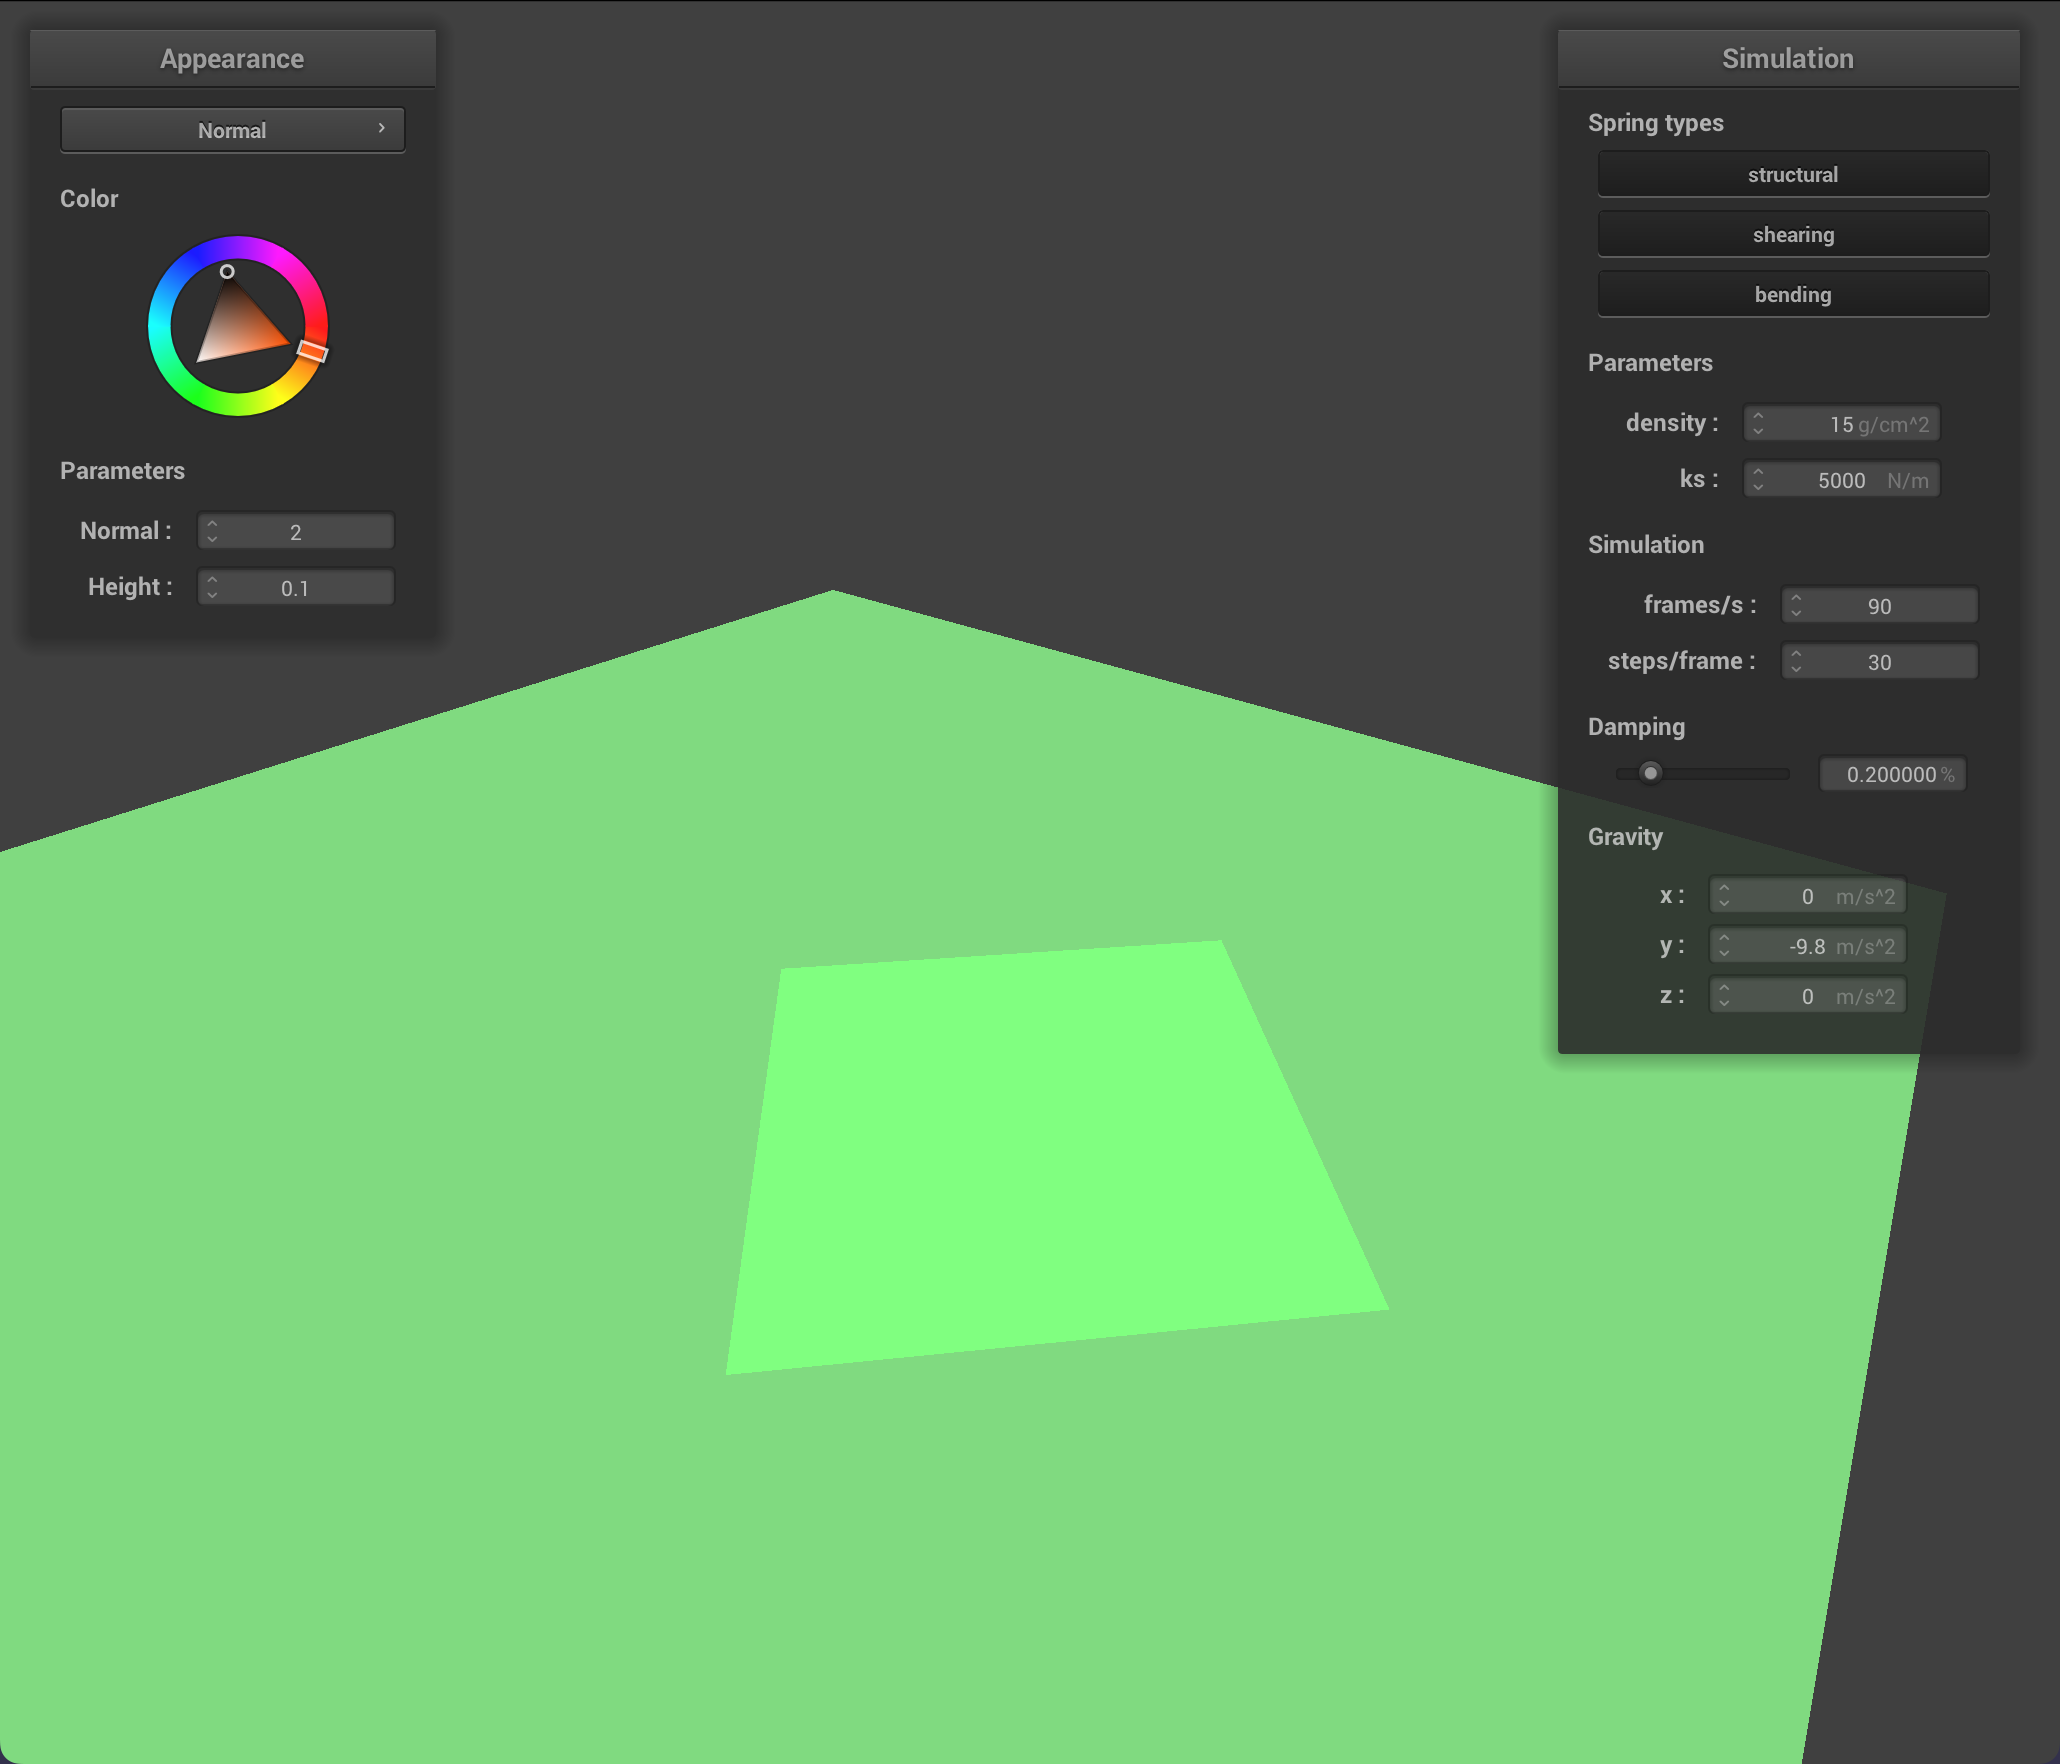 Appearance
Normal
Color
Parameters
Normal : 2
Height : 0.1
Simulation
Spring types
structural
shearing
bending
Parameters
density : 15 g/cm^2
ks : 5000 N/m
Simulation
frames/s : 90
steps/frame : 30
Damping
0.200000 %
Gravity
x : 0 m/s^2
y : -9.8 m/s^2
z : 0 m/s^2